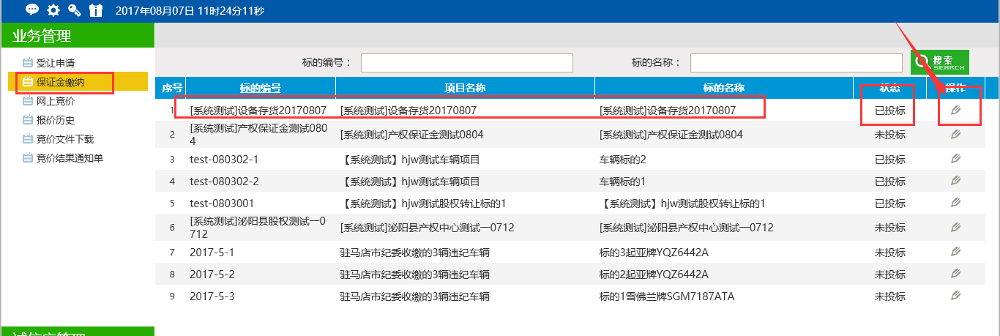 2017年08月07日 11时24分11秒
业务管理
受让申请
保证金缴纳
网上竞价
报价历史
竞价文件下载
竞价结果通知单
标的编号： 标的名称： 搜索 SEARCH
序号 标的编号 项目名称 标的名称 状态 操作
1 [系统测试]设备存货20170807 [系统测试]设备存货20170807 [系统测试]设备存货20170807 已投标
2 [系统测试]产权保证金测试0804 [系统测试]产权保证金测试0804 [系统测试]产权保证金测试0804 未投标
3 test-080302-1 【系统测试】hjw测试车辆项目 车辆标的2 已投标
4 test-080302-2 【系统测试】hjw测试车辆项目 车辆标的1 已投标
5 test-0803001 【系统测试】hjw测试股权转让标的1 【系统测试】hjw测试股权转让标的1 已投标
6 [系统测试]泌阳县股权测试一0712 [系统测试]泌阳县产权中心测试一0712 [系统测试]泌阳县产权中心测试一0712 未投标
7 2017-5-1 驻马店市纪委收缴的3辆违纪车辆 标的3起亚牌YQZ6442A 未投标
8 2017-5-2 驻马店市纪委收缴的3辆违纪车辆 标的2起亚牌YQZ6442A 未投标
9 2017-5-3 驻马店市纪委收缴的3辆违纪车辆 标的1雪佛兰牌SGM7187ATA 未投标